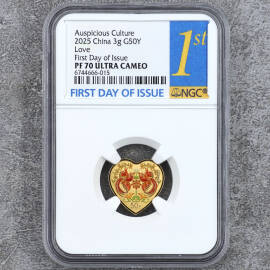 Auspicious Culture
2025 China 3g G50Y
Love
First Day of Issue
PF 70 ULTRA CAMEO
6744666-015
1st
FIRST DAY OF ISSUE
NGC